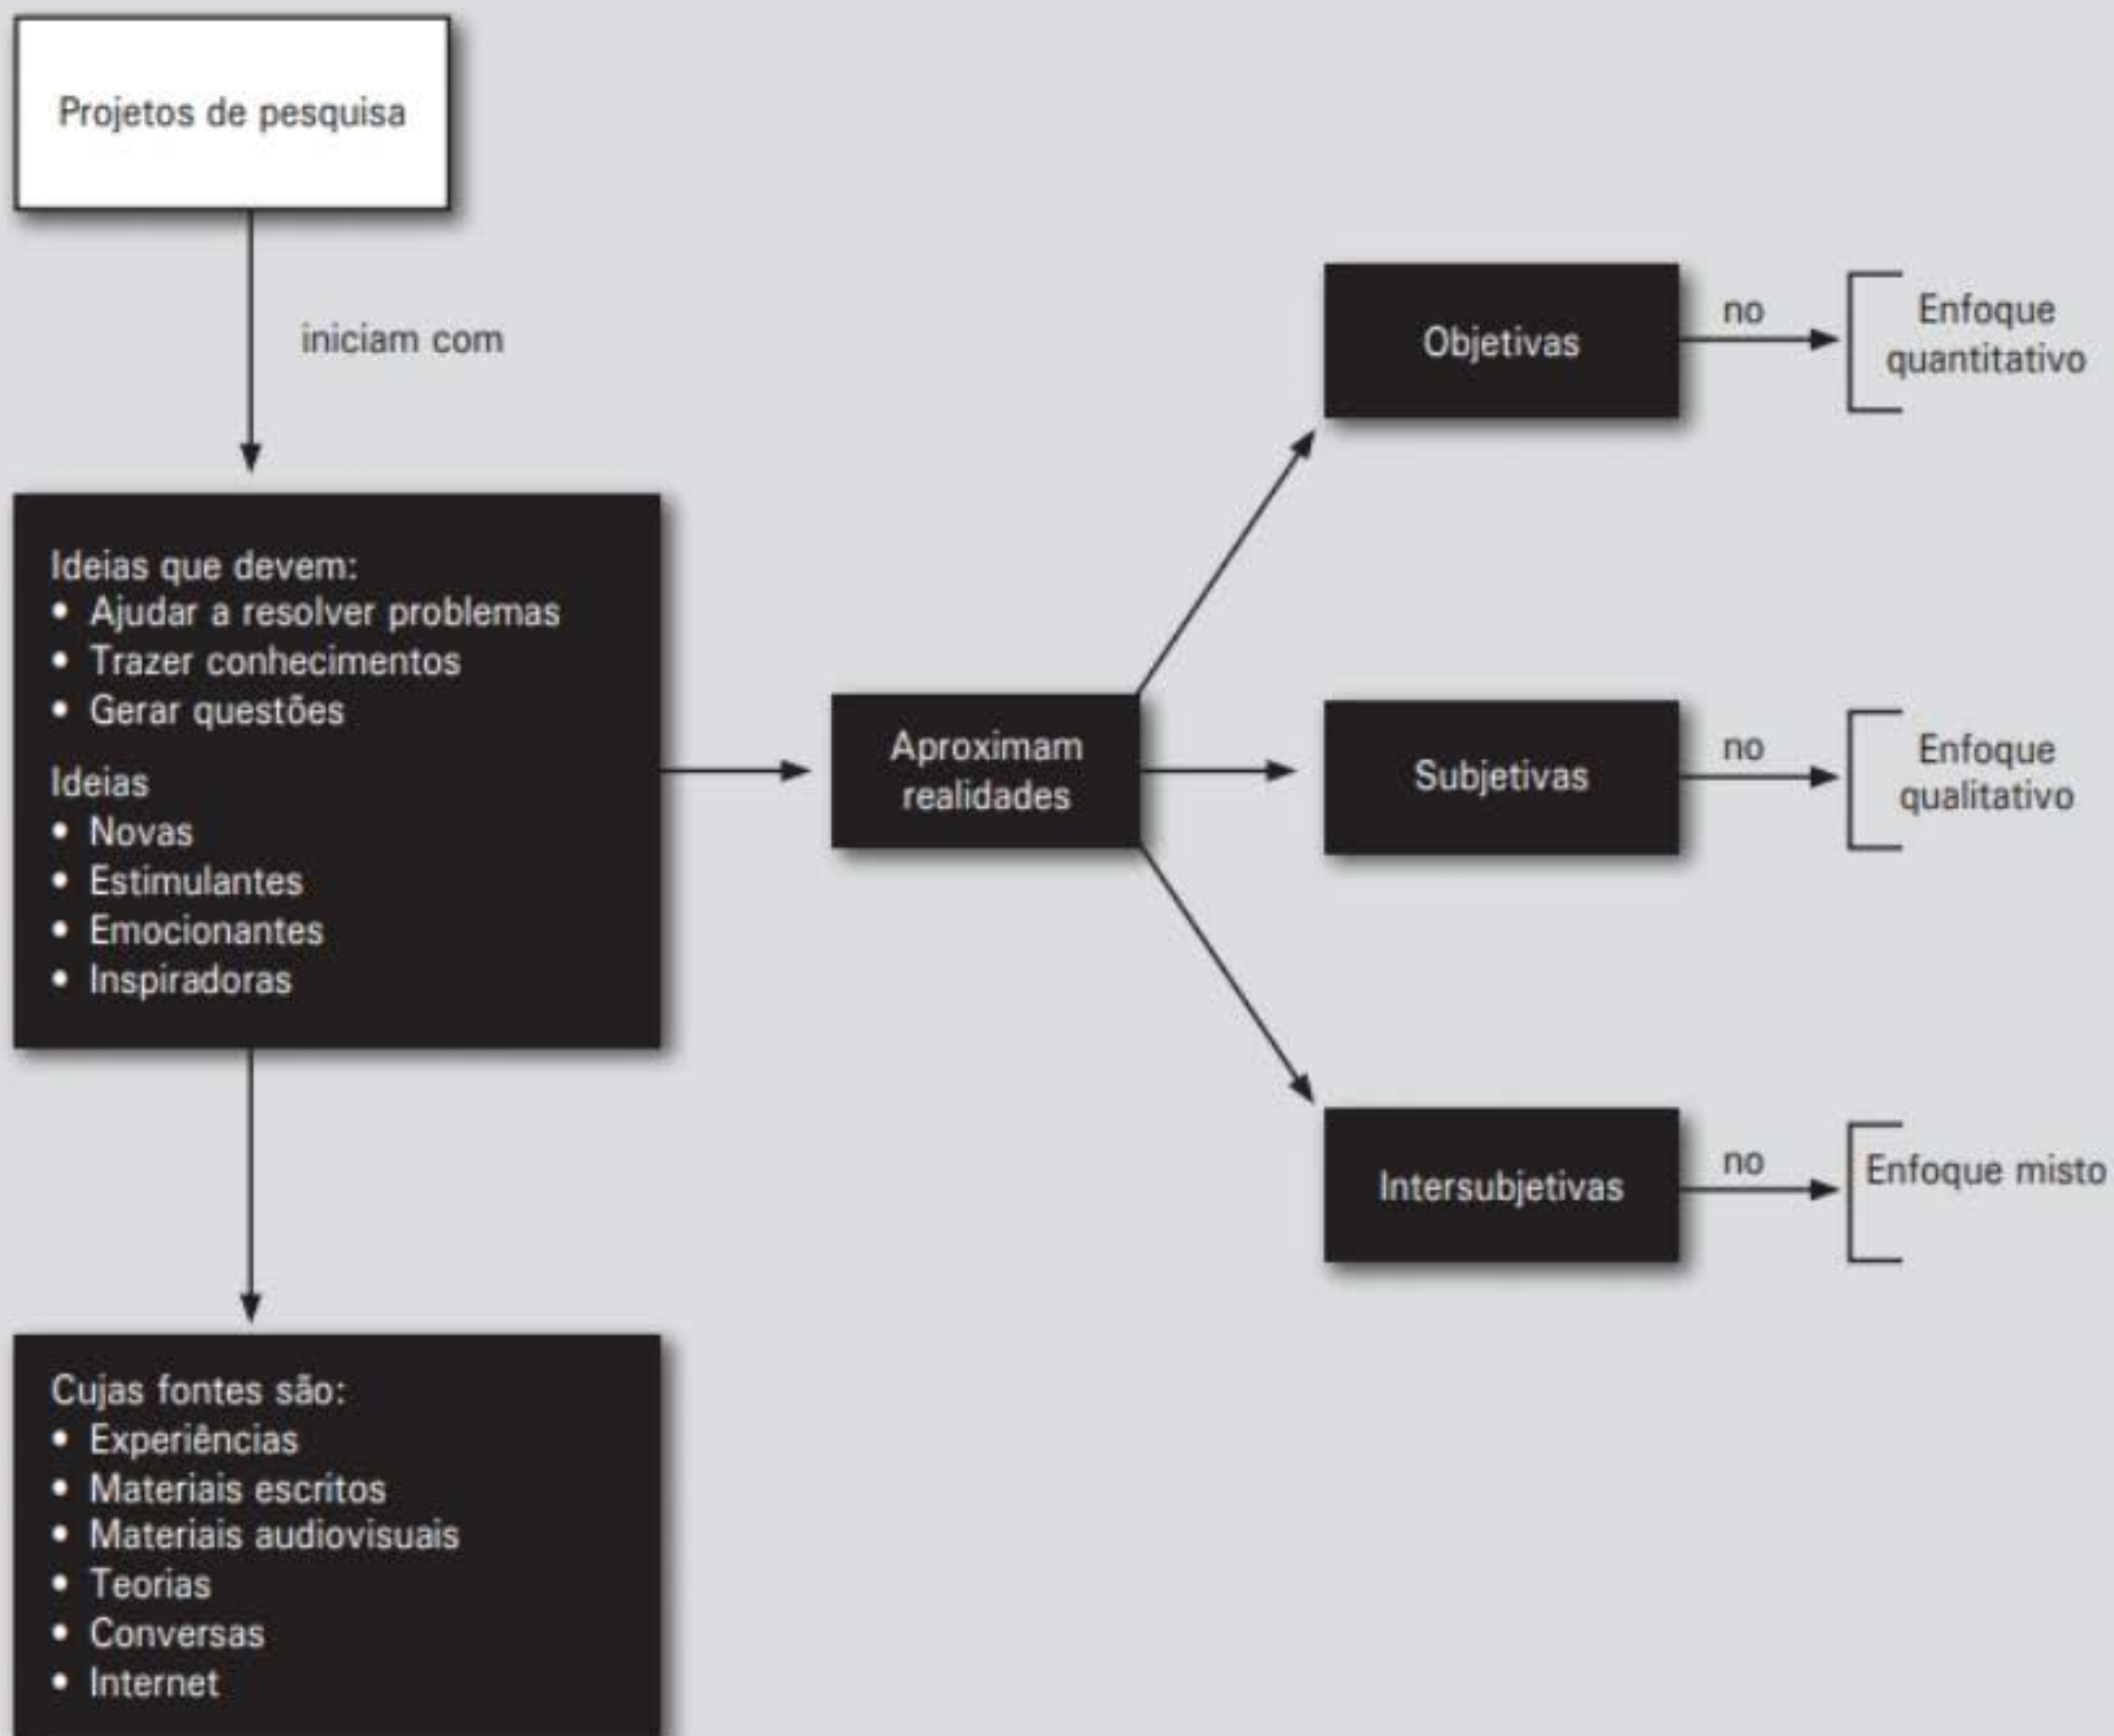 Projetos de pesquisa
iniciam com
Ideias que devem:
• Ajudar a resolver problemas
• Trazer conhecimentos
• Gerar questões
Ideias
• Novas
• Estimulantes
• Emocionantes
• Inspiradoras
Cujas fontes são:
• Experiências
• Materiais escritos
• Materiais audiovisuais
• Teorias
• Conversas
• Internet
Aproximam
realidades
Objetivas
no
Enfoque
quantitativo
Subjetivas
no
Enfoque
qualitativo
Intersubjetivas
no
Enfoque misto